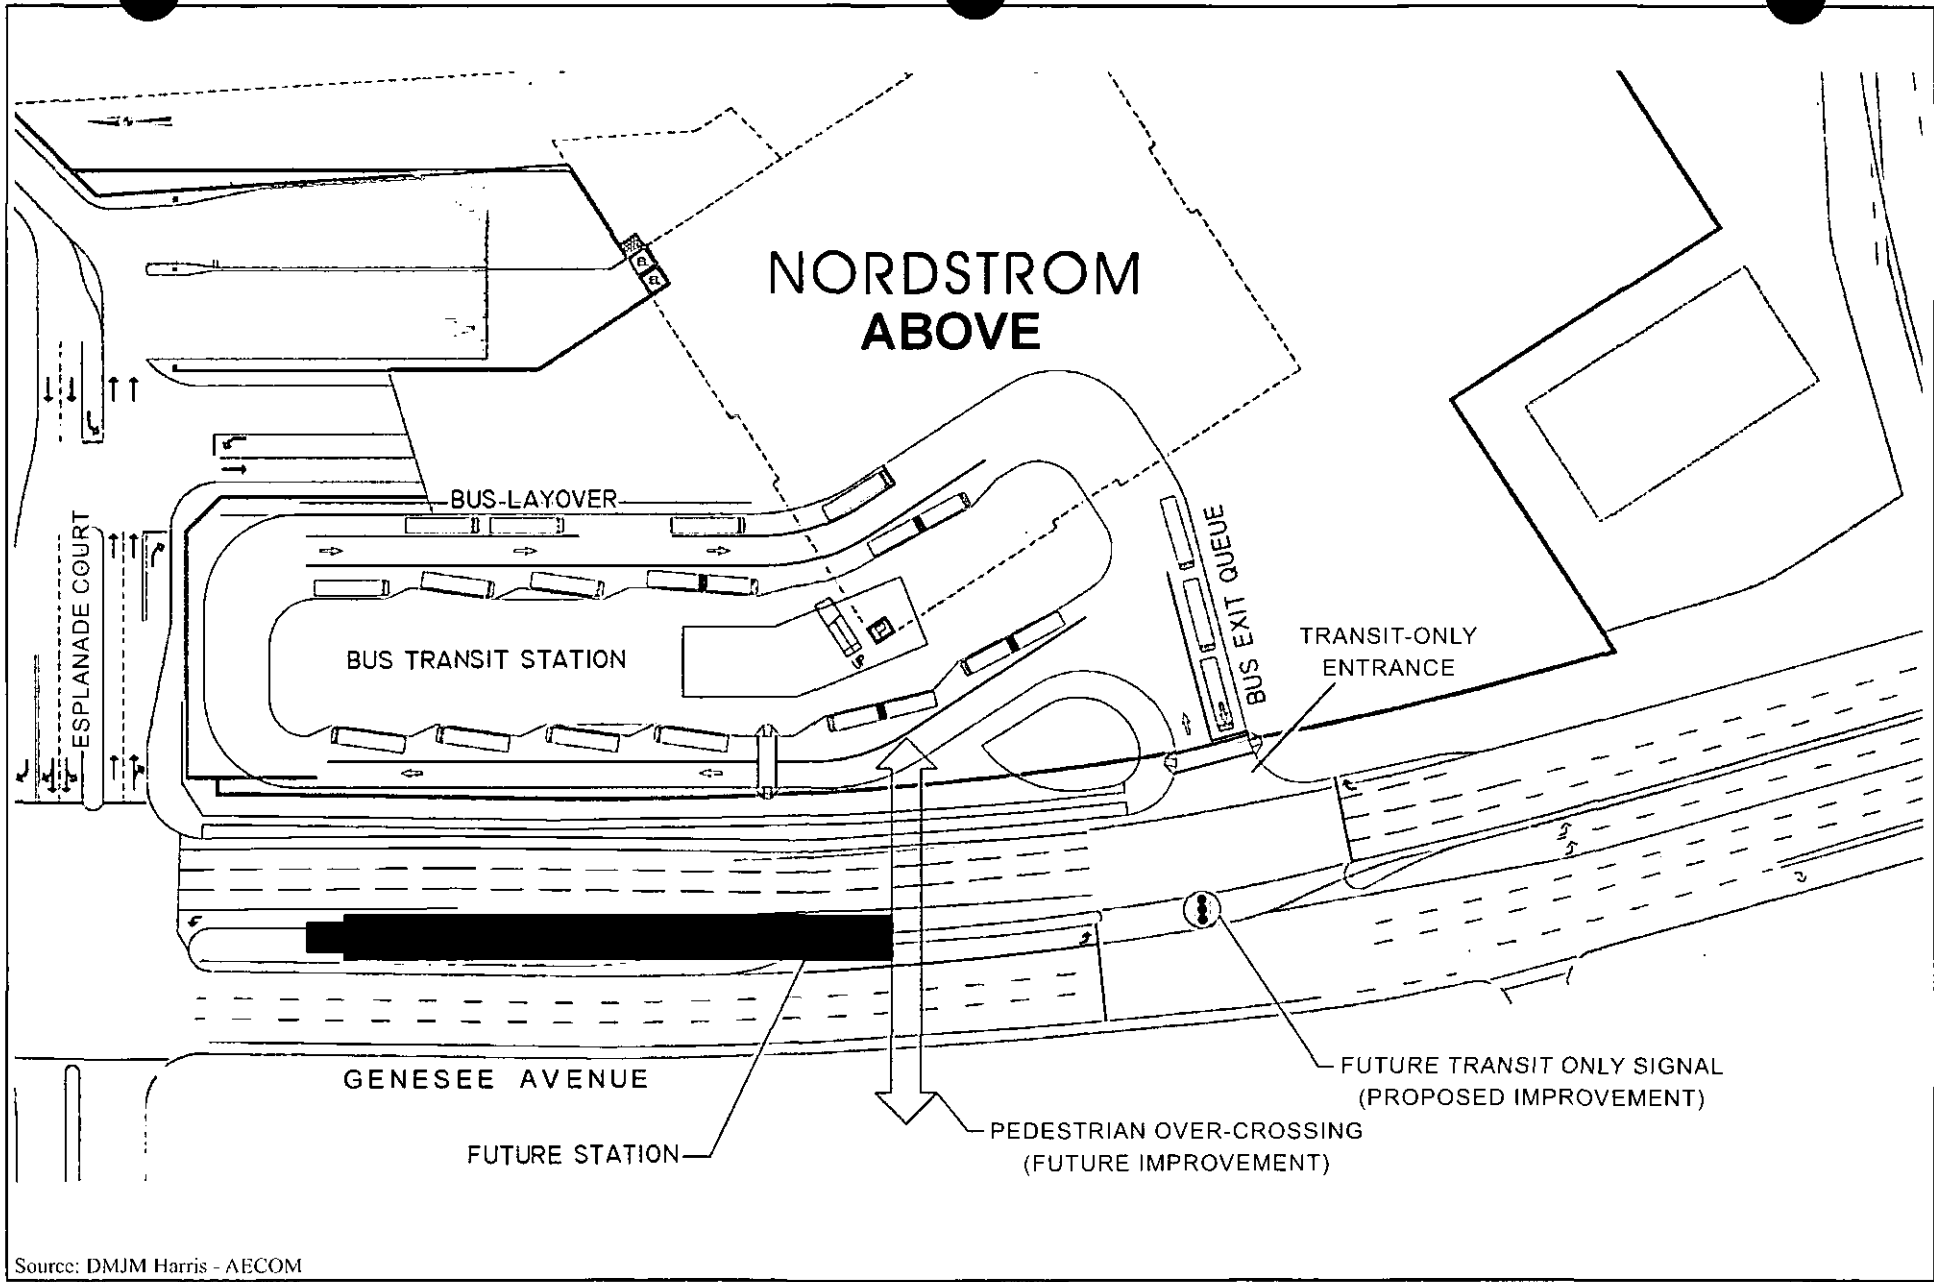 NORDSTROM
ABOVE
BUS LAYOVER
ESPLANADE COURT
BUS EXIT QUEUE
TRANSIT-ONLY
ENTRANCE
BUS TRANSIT STATION
UP
GENESEE AVENUE
FUTURE TRANSIT ONLY SIGNAL
(PROPOSED IMPROVEMENT)
PEDESTRIAN OVER-CROSSING
(FUTURE IMPROVEMENT)
FUTURE STATION
Source: DMJM Harris - AECOM